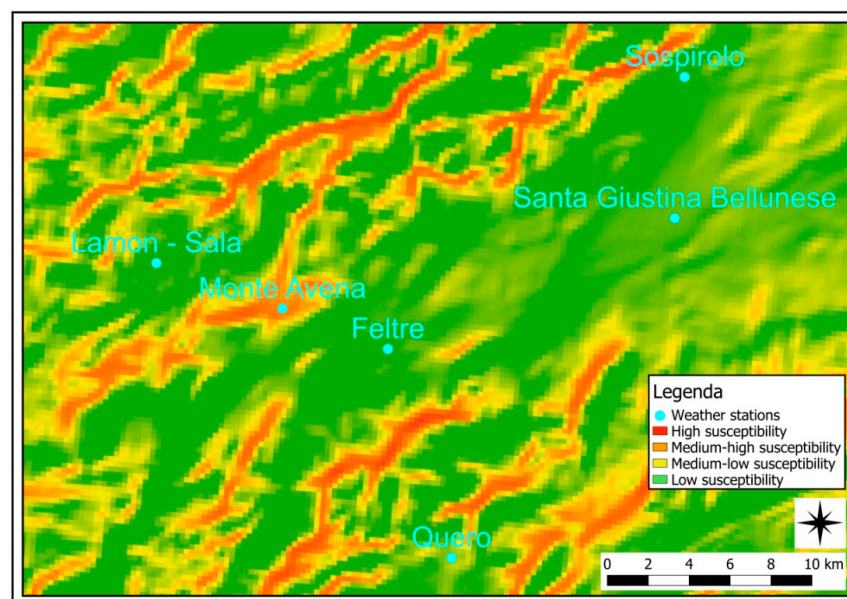 Sospirolo
Santa Giustina Bellunese
Lamon - Sala
Monte Avena
Feltre
Quero
Legenda
Weather stations
High susceptibility
Medium-high susceptibility
Medium-low susceptibility
Low susceptibility
0 2 4 6 8 10 km